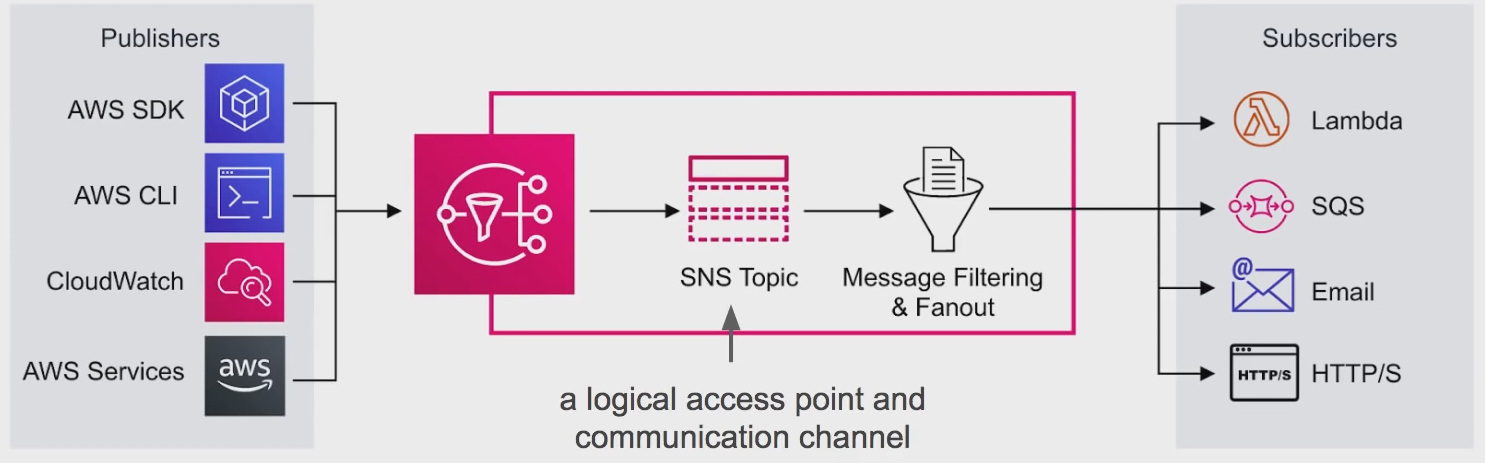 Publishers
AWS SDK
AWS CLI
CloudWatch
AWS Services
aws
SNS Topic
Message Filtering
& Fanout
a logical access point and
communication channel
Subscribers
Lambda
SQS
@
Email
HTTP/S
HTTP/S